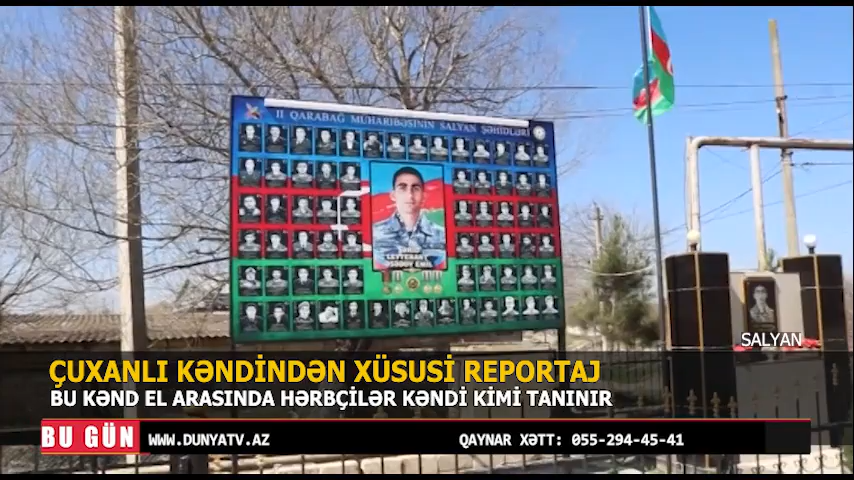 II QARABAĞ MÜHARİBƏSİNİN SALYAN ŞƏHİDLƏRİ
ŞƏHİD
SALYAN
ÇUXANLI KƏNDİNDƏN XÜSUSİ REPORTAJ
BU KƏND EL ARASINDA HƏRBÇİLƏR KƏNDİ KİMİ TANINIR
BU GÜN
WWW.DUNYATV.AZ
QAYNAR XƏTT: 055-294-45-41